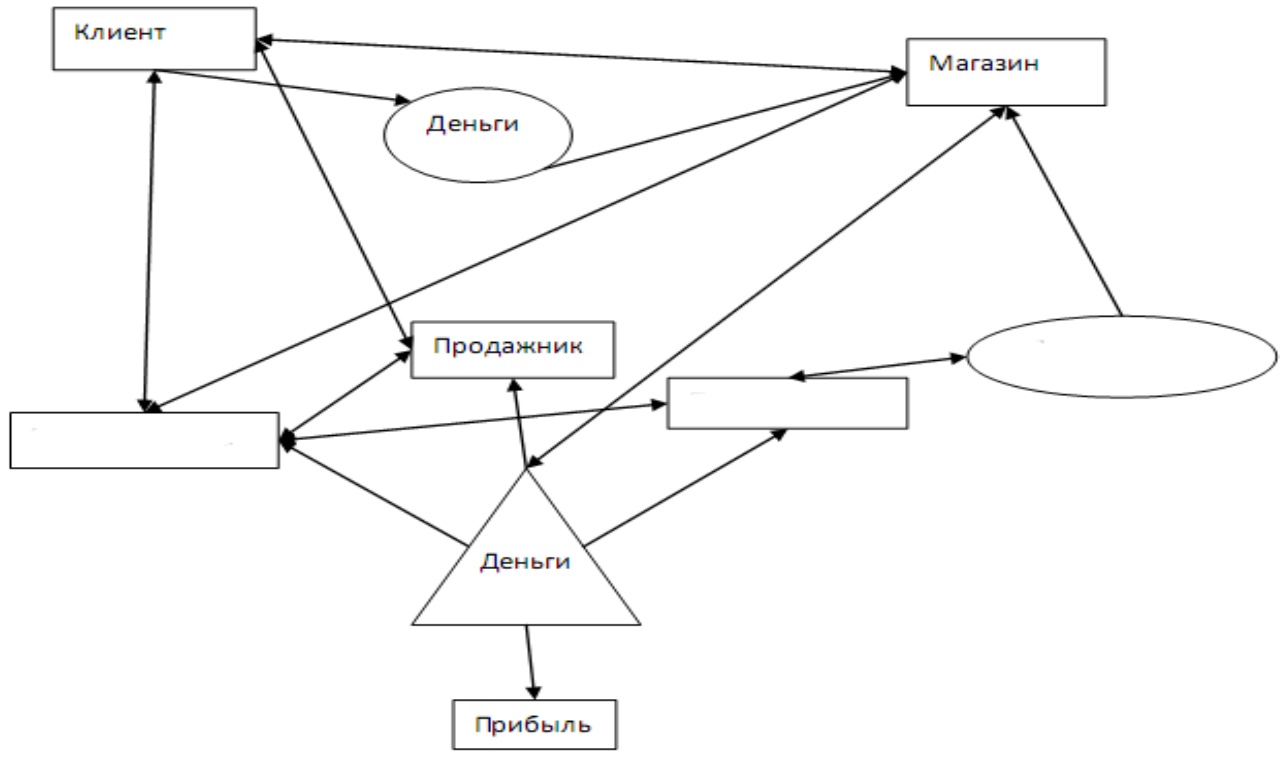 Клиент
Магазин
Деньги
Продажник
Деньги
Прибыль